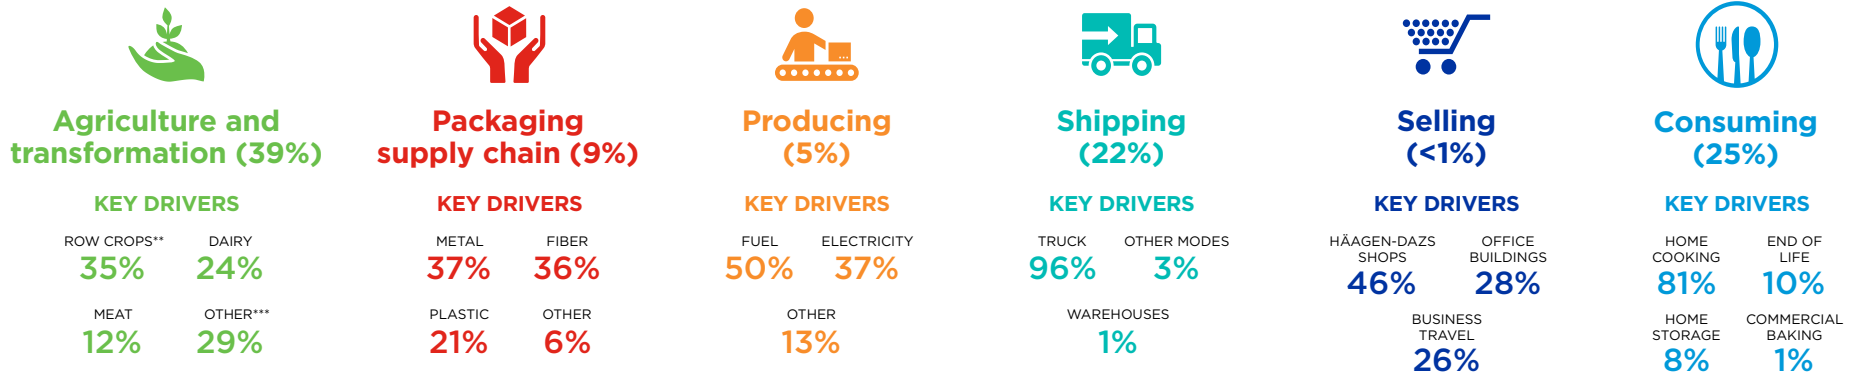 Agriculture and
transformation (39%)
KEY DRIVERS
ROW CROPS** DAIRY
35% 24%
MEAT OTHER***
12% 29%
Packaging
supply chain (9%)
KEY DRIVERS
METAL FIBER
37% 36%
PLASTIC OTHER
21% 6%
Producing
(5%)
KEY DRIVERS
FUEL ELECTRICITY
50% 37%
OTHER
13%
Shipping
(22%)
KEY DRIVERS
TRUCK OTHER MODES
96% 3%
WAREHOUSES
1%
Selling
(<1%)
KEY DRIVERS
HÄAGEN-DAZS
SHOPS
46%
OFFICE
BUILDINGS
28%
BUSINESS
TRAVEL
26%
Consuming
(25%)
KEY DRIVERS
HOME
COOKING
81%
END OF
LIFE
10%
HOME
STORAGE
8%
COMMERCIAL
BAKING
1%